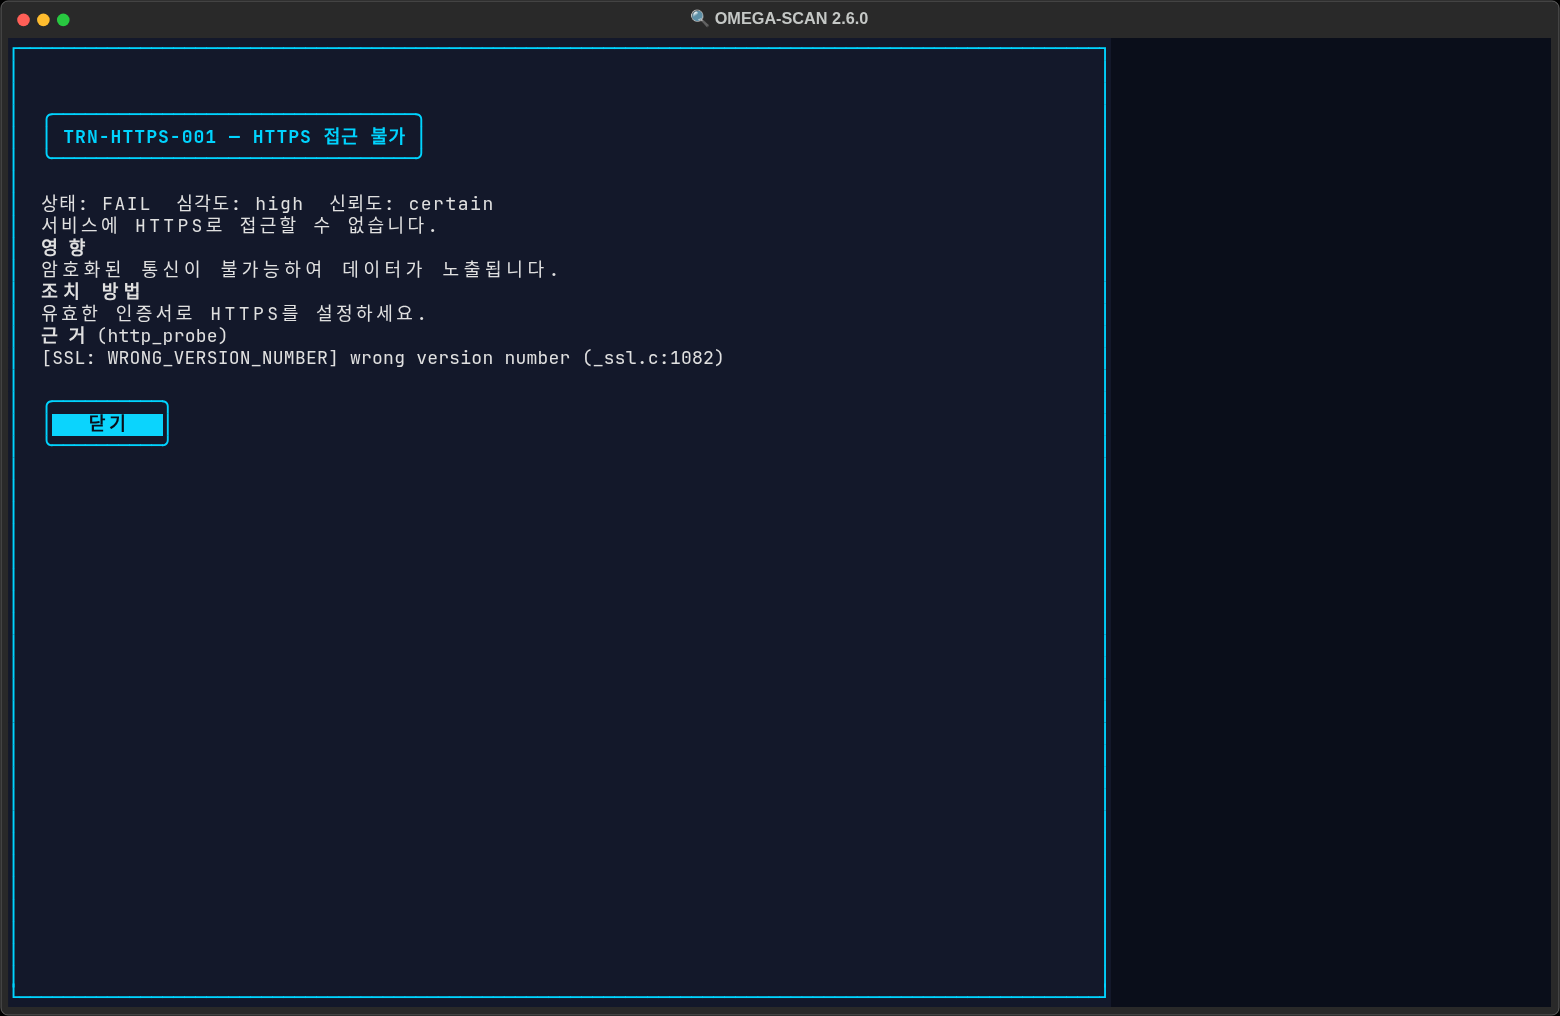 🔍 OMEGA-SCAN 2.6.0
TRN-HTTPS-001 — HTTPS 접근 불가
상태: FAIL 심각도: high 신뢰도: certain
서비스에 HTTPS로 접근할 수 없습니다.
영향
암호화된 통신이 불가능하여 데이터가 노출됩니다.
조치 방법
유효한 인증서로 HTTPS를 설정하세요.
근거 (http_probe)
[SSL: WRONG_VERSION_NUMBER] wrong version number (_ssl.c:1082)
닫기